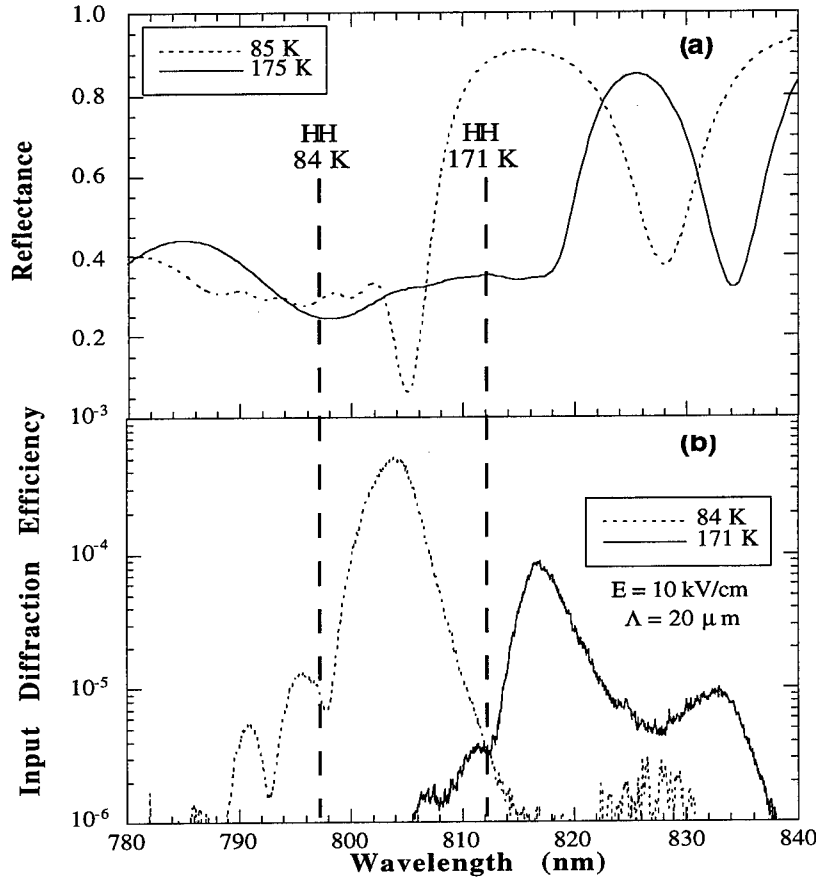 1.0
0.8
0.6
0.4
0.2
Reflectance
85 K
175 K
(a)
HH
84 K
HH
171 K
10-3
10-4
10-5
10-6
Input Diffraction Efficiency
(b)
84 K
171 K
E = 10 kV/cm
Λ = 20 μm
780 790 800 810 820 830 840
Wavelength (nm)